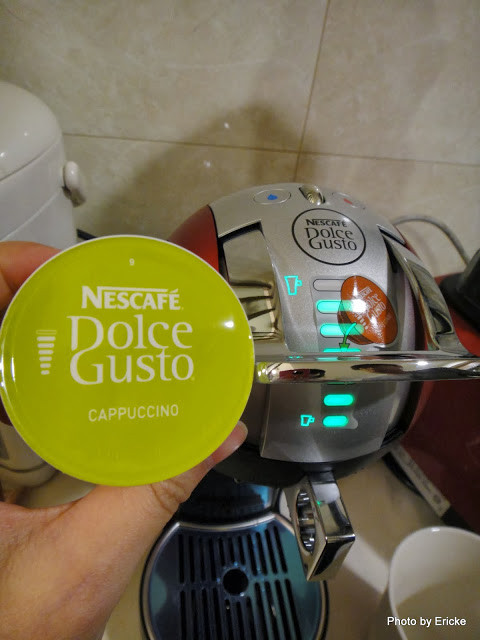 9
NESCAFÉ
Dolce
Gusto
CAPPUCCINO
NESCAFÉ
Dolce
Gusto
Photo by Ericke